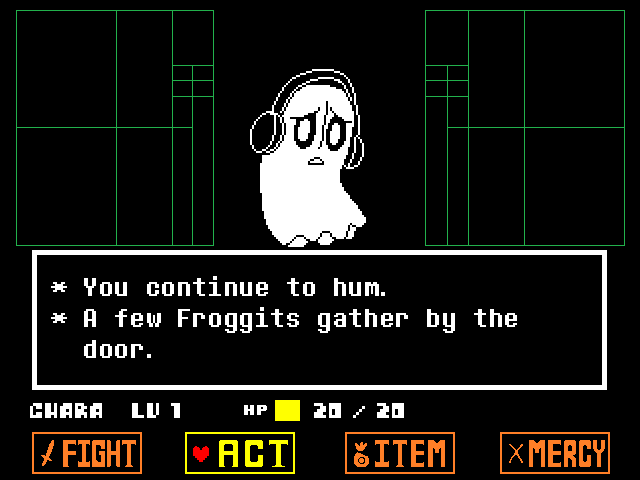 * You continue to hum.
* A few Froggits gather by the
door.
CHARA LV 1 HP 20 / 20
FIGHT ACT ITEM MERCY